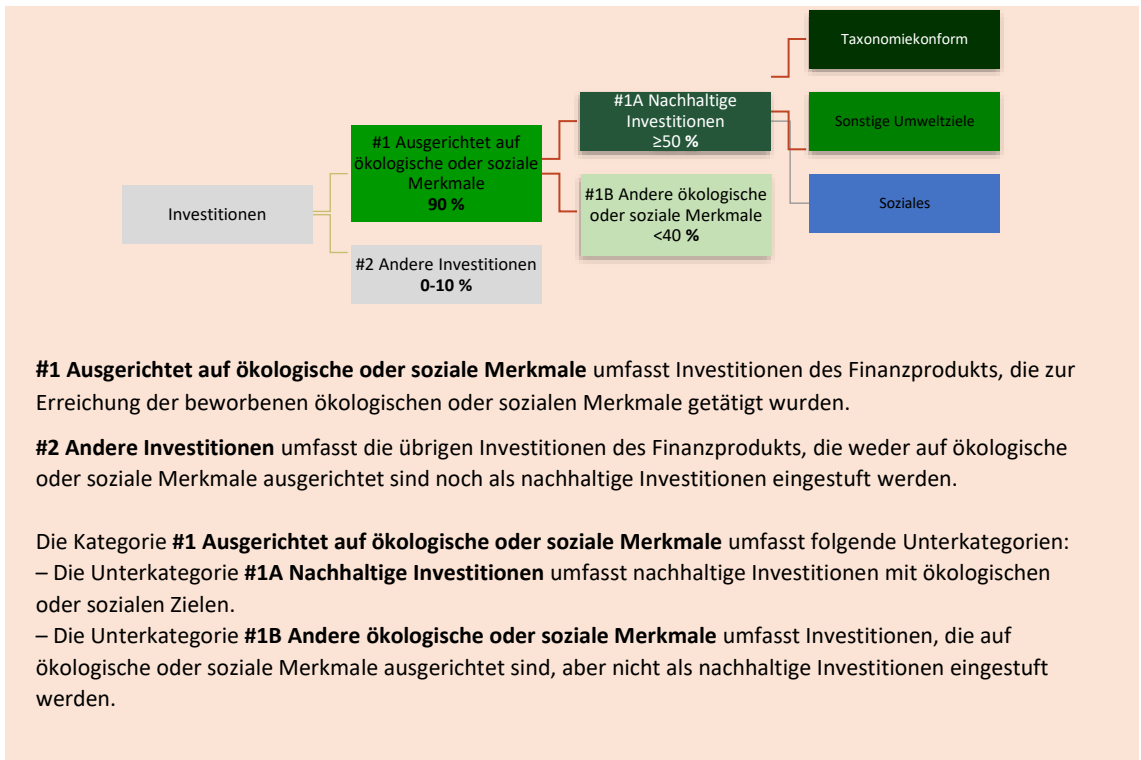 Taxonomiekonform
#1A Nachhaltige
Investitionen
≥50 %
Sonstige Umweltziele
#1 Ausgerichtet auf
ökologische oder soziale
Merkmale
90 %
#1B Andere ökologische
oder soziale Merkmale
<40 %
Soziales
Investitionen
#2 Andere Investitionen
0-10 %
#1 Ausgerichtet auf ökologische oder soziale Merkmale umfasst Investitionen des Finanzprodukts, die zur
Erreichung der beworbenen ökologischen oder sozialen Merkmale getätigt wurden.
#2 Andere Investitionen umfasst die übrigen Investitionen des Finanzprodukts, die weder auf ökologische
oder soziale Merkmale ausgerichtet sind noch als nachhaltige Investitionen eingestuft werden.
Die Kategorie #1 Ausgerichtet auf ökologische oder soziale Merkmale umfasst folgende Unterkategorien:
– Die Unterkategorie #1A Nachhaltige Investitionen umfasst nachhaltige Investitionen mit ökologischen
oder sozialen Zielen.
– Die Unterkategorie #1B Andere ökologische oder soziale Merkmale umfasst Investitionen, die auf
ökologische oder soziale Merkmale ausgerichtet sind, aber nicht als nachhaltige Investitionen eingestuft
werden.